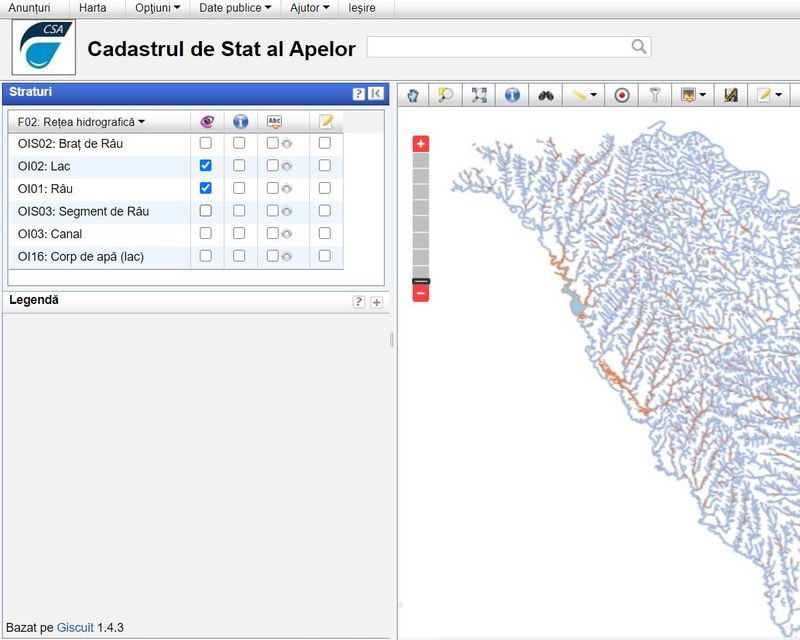 Anunțuri Harta Opțiuni Date publice Ajutor Ieșire
CSA
Cadastrul de Stat al Apelor
Straturi ?
F02: Rețea hidrografică Abc
OIS02: Braț de Râu
OI02: Lac
OI01: Râu
OIS03: Segment de Râu
OI03: Canal
OI16: Corp de apă (lac)
Legendă ?
Bazat pe Giscuit 1.4.3